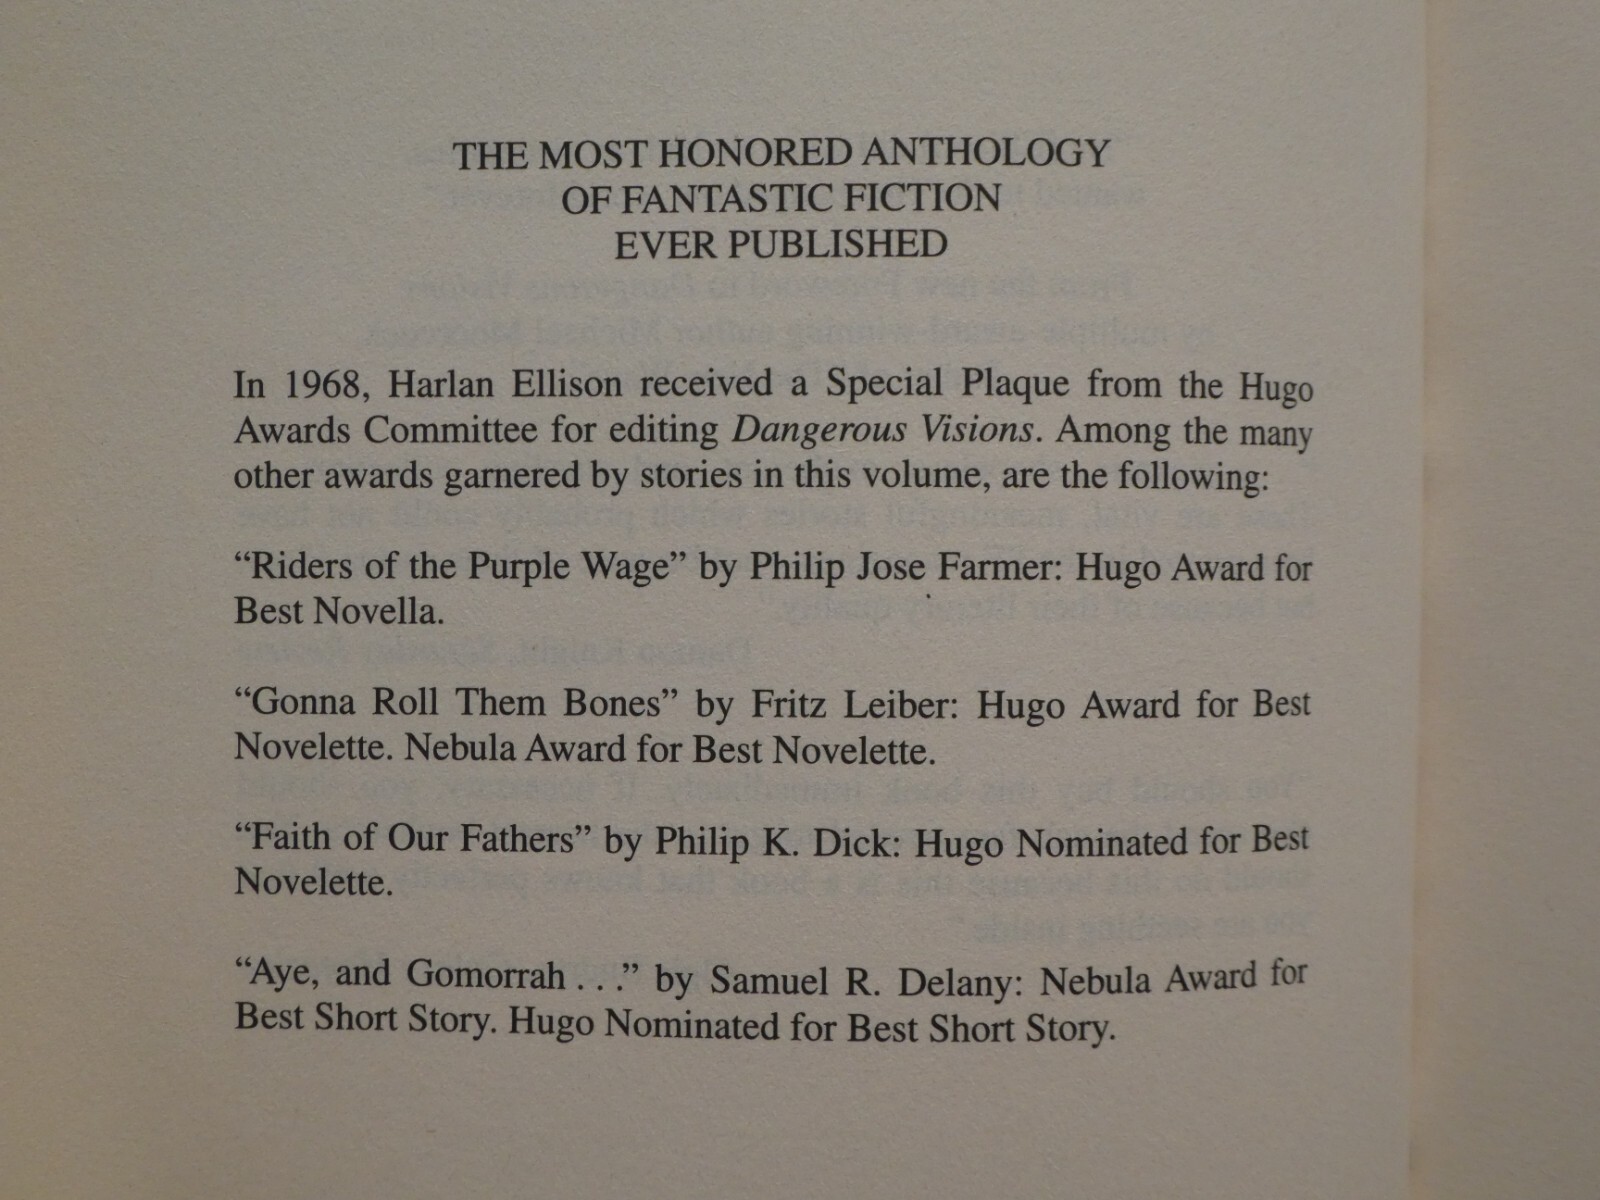 THE MOST HONORED ANTHOLOGY
OF FANTASTIC FICTION
EVER PUBLISHED
In 1968, Harlan Ellison received a Special Plaque from the Hugo
Awards Committee for editing Dangerous Visions. Among the many
other awards garnered by stories in this volume, are the following:
“Riders of the Purple Wage” by Philip Jose Farmer: Hugo Award for
Best Novella.
“Gonna Roll Them Bones” by Fritz Leiber: Hugo Award for Best
Novelette. Nebula Award for Best Novelette.
“Faith of Our Fathers” by Philip K. Dick: Hugo Nominated for Best
Novelette.
“Aye, and Gomorrah . . .” by Samuel R. Delany: Nebula Award for
Best Short Story. Hugo Nominated for Best Short Story.